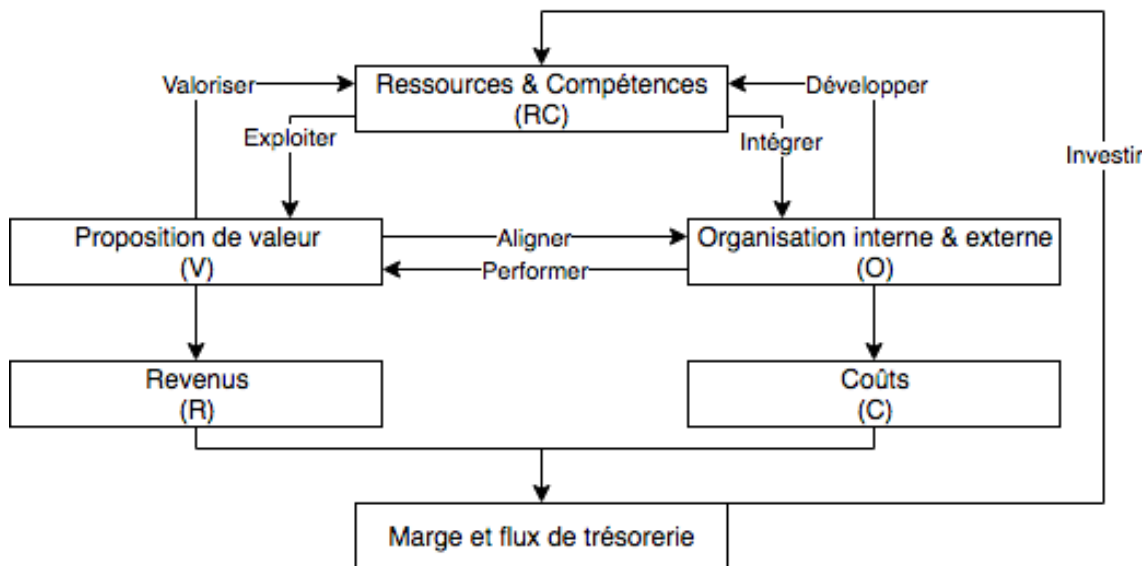 Valoriser
Ressources & Compétences
(RC)
Développer
Exploiter
Intégrer
Investir
Proposition de valeur
(V)
Aligner
Performer
Organisation interne & externe
(O)
Revenus
(R)
Coûts
(C)
Marge et flux de trésorerie